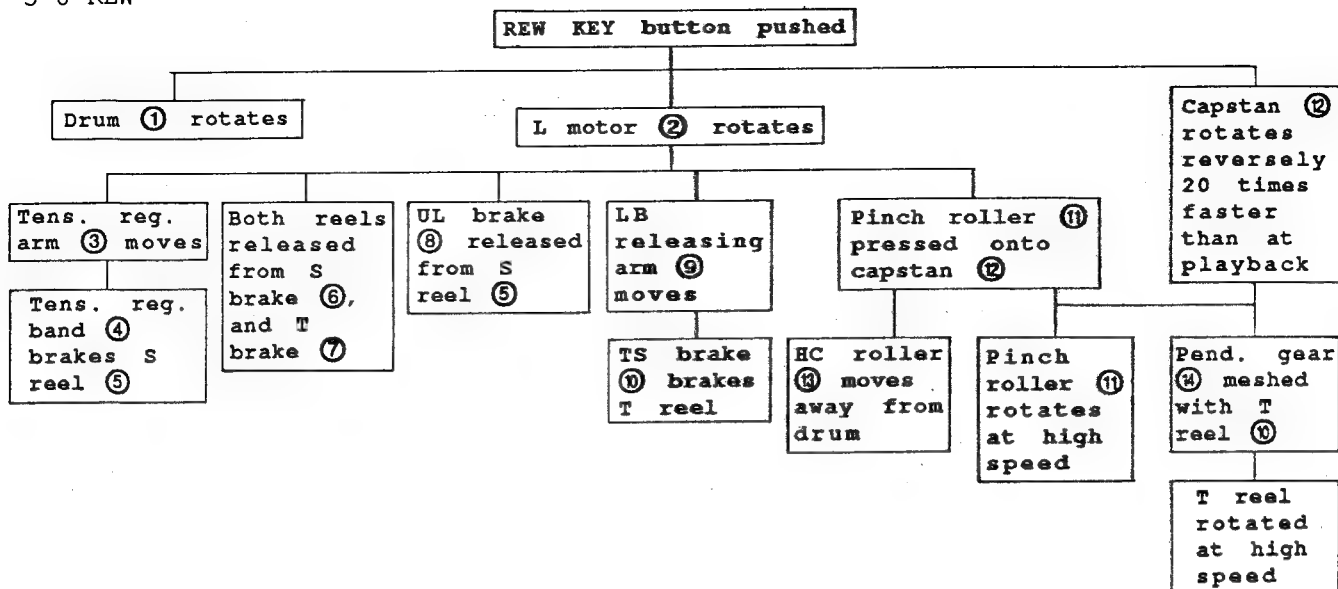 REW KEY button pushed
Drum ① rotates
L motor ② rotates
Capstan ⑫
rotates
reversely
20 times
faster
than at
playback
Tens. reg.
arm ③ moves
Both reels
released
from S
brake ⑥,
and T
brake ⑦
UL brake
⑧ released
from S
reel ⑤
LB
releasing
arm ⑨
moves
Pinch roller ⑪
pressed onto
capstan ⑫
Tens. reg.
band ④
brakes S
reel ⑤
TS brake
⑩ brakes
T reel
HC roller
⑬ moves
away from
drum
Pinch
roller ⑪
rotates
at high
speed
Pend. gear
⑭ meshed
with T
reel ⑩
T reel
rotated
at high
speed